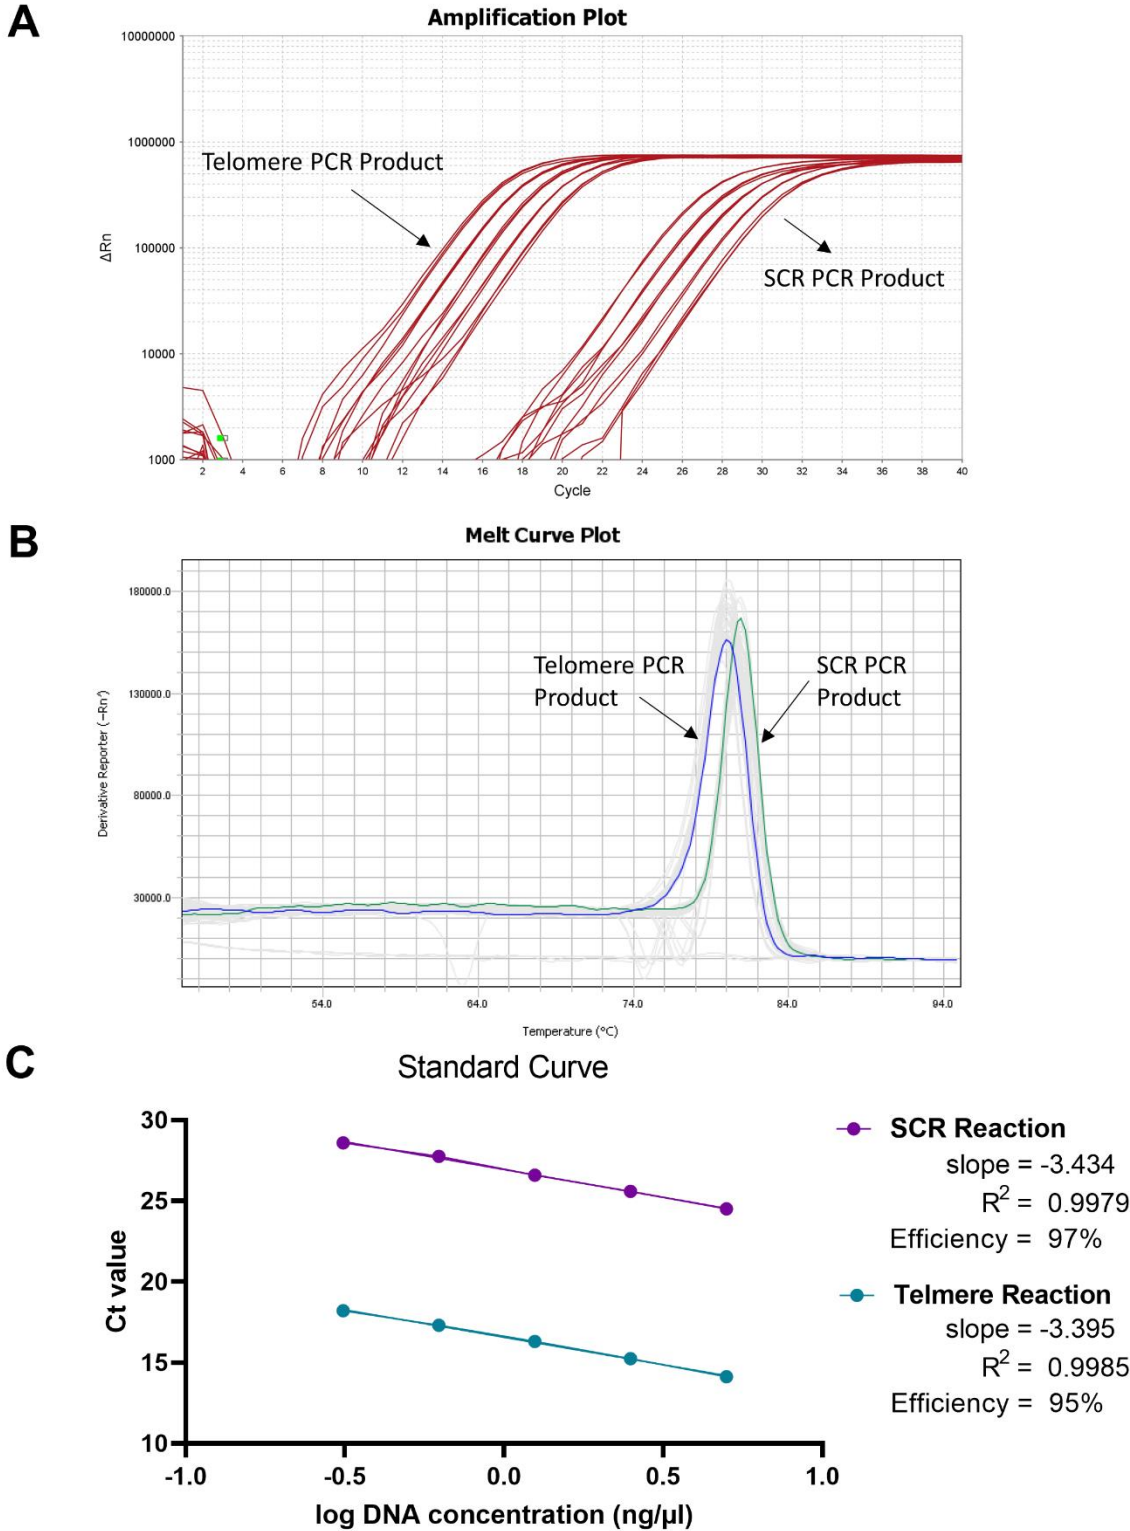 A
Amplification Plot
10000000
1000000
100000
10000
1000
ΔRn
Telomere PCR Product
SCR PCR Product
2 4 6 8 10 12 14 16 18 20 22 24 26 28 30 32 34 36 38 40
Cycle
B
Melt Curve Plot
180000.0
130000.0
80000.0
30000.0
Derivative Reporter (-Rn')
Telomere PCR
Product
SCR PCR
Product
54.0 64.0 74.0 84.0 94.0
Temperature (°C)
C
Standard Curve
30
25
20
15
10
Ct value
-1.0 -0.5 0.0 0.5 1.0
log DNA concentration (ng/µl)
SCR Reaction
slope = -3.434
R² = 0.9979
Efficiency = 97%
Telmere Reaction
slope = -3.395
R² = 0.9985
Efficiency = 95%